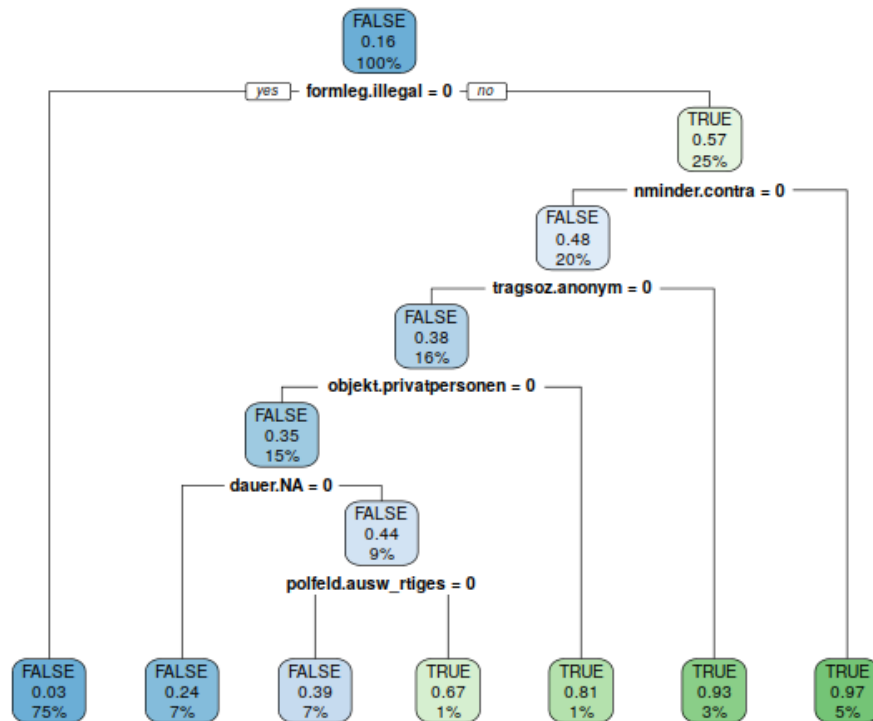 FALSE
0.16
100%
yes formleg.illegal = 0 no
TRUE
0.57
25%
nminder.contra = 0
FALSE
0.48
20%
tragsoz.anonym = 0
FALSE
0.38
16%
objekt.privatpersonen = 0
FALSE
0.35
15%
dauer.NA = 0
FALSE
0.44
9%
polfeld.ausw_rtiges = 0
FALSE FALSE FALSE TRUE TRUE TRUE TRUE
0.03 0.24 0.39 0.67 0.81 0.93 0.97
75% 7% 7% 1% 1% 3% 5%